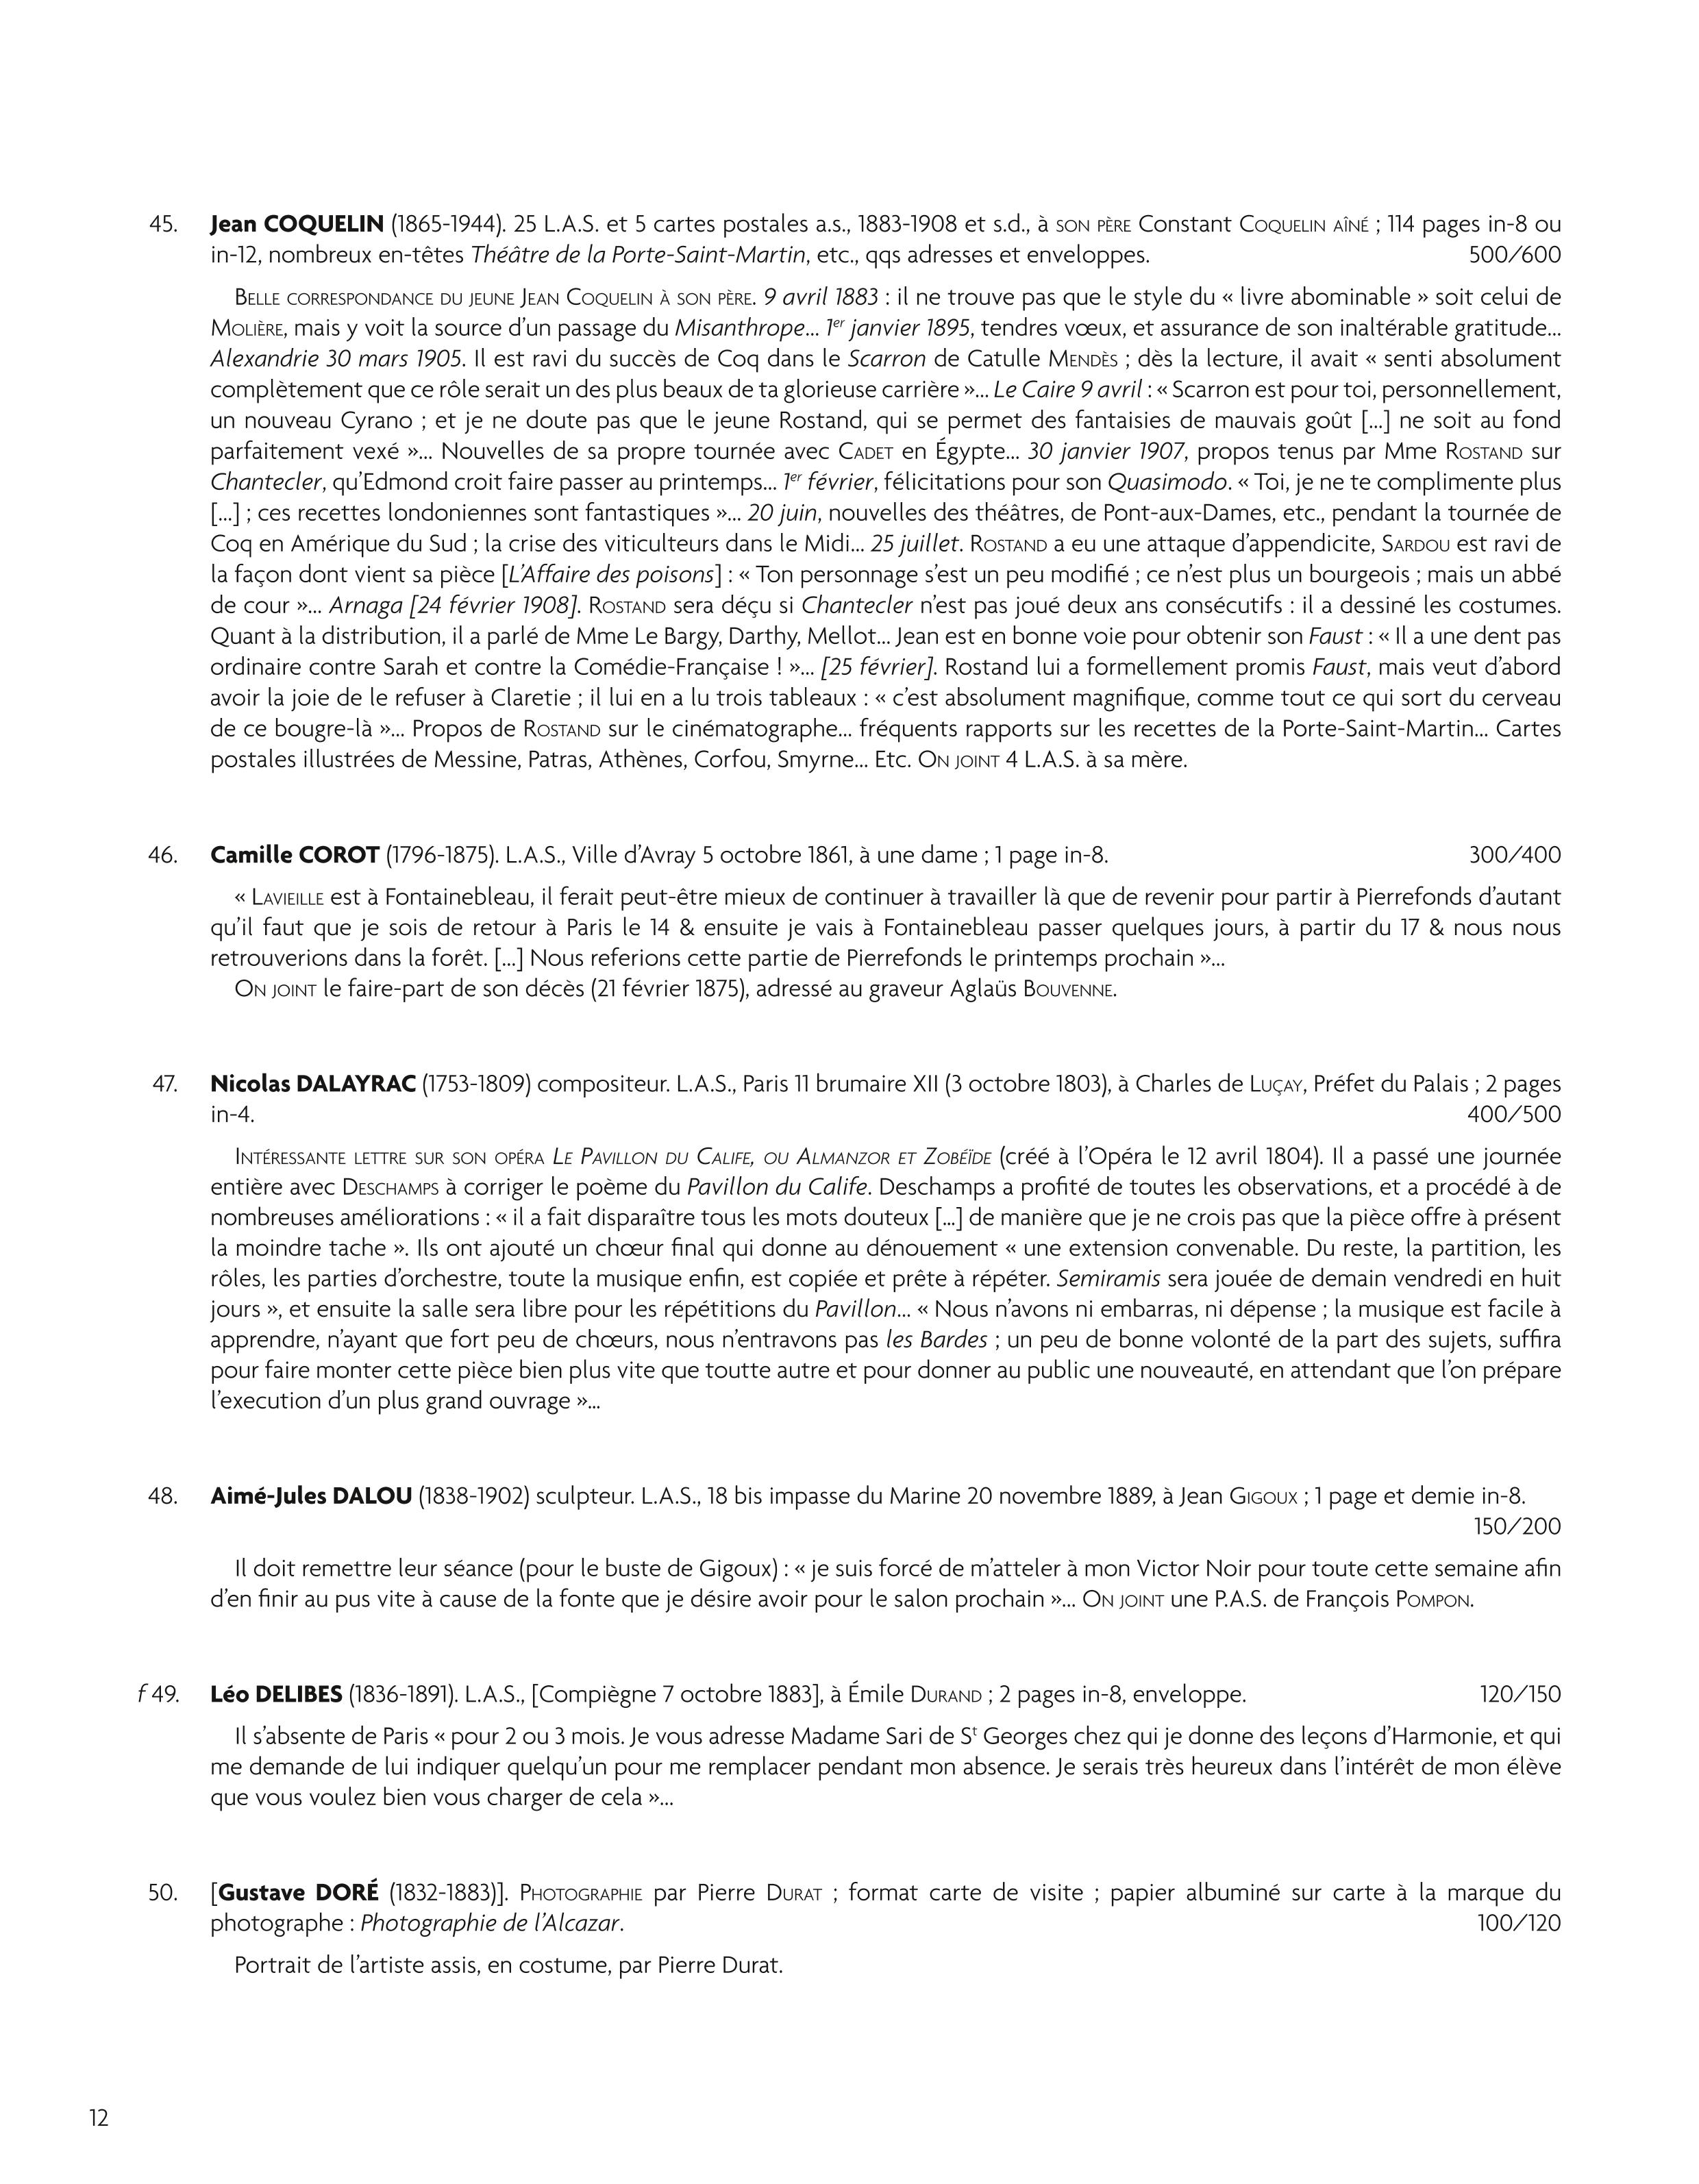 45. Jean COQUELIN (1865-1944). 25 L.A.S. et 5 cartes postales a.s., 1883-1908 et s.d., à SON PÈRE Constant COQUELIN AÎNÉ ; 114 pages in-8 ou
in-12, nombreux en-têtes Théâtre de la Porte-Saint-Martin, etc., qqs adresses et enveloppes. 500/600
BELLE CORRESPONDANCE DU JEUNE JEAN COQUELIN À SON PÈRE. 9 avril 1883 : il ne trouve pas que le style du « livre abominable » soit celui de
MOLIÈRE, mais y voit la source d’un passage du Misanthrope... 1er janvier 1895, tendres vœux, et assurance de son inaltérable gratitude...
Alexandrie 30 mars 1905. Il est ravi du succès de Coq dans le Scarron de Catulle MENDÈS ; dès la lecture, il avait « senti absolument
complètement que ce rôle serait un des plus beaux de ta glorieuse carrière »... Le Caire 9 avril : « Scarron est pour toi, personnellement,
un nouveau Cyrano ; et je ne doute pas que le jeune Rostand, qui se permet des fantaisies de mauvais goût [...] ne soit au fond
parfaitement vexé »... Nouvelles de sa propre tournée avec CADET en Égypte... 30 janvier 1907, propos tenus par Mme ROSTAND sur
Chantecler, qu’Edmond croit faire passer au printemps... 1er février, félicitations pour son Quasimodo. « Toi, je ne te complimente plus
[...] ; ces recettes londoniennes sont fantastiques »... 20 juin, nouvelles des théâtres, de Pont-aux-Dames, etc., pendant la tournée de
Coq en Amérique du Sud ; la crise des viticulteurs dans le Midi... 25 juillet. ROSTAND a eu une attaque d’appendicite, SARDOU est ravi de
la façon dont vient sa pièce [L’Affaire des poisons] : « Ton personnage s’est un peu modifié ; ce n’est plus un bourgeois ; mais un abbé
de cour »... Arnaga [24 février 1908]. ROSTAND sera déçu si Chantecler n’est pas joué deux ans consécutifs : il a dessiné les costumes.
Quant à la distribution, il a parlé de Mme Le Bargy, Darthy, Mellot... Jean est en bonne voie pour obtenir son Faust : « Il a une dent pas
ordinaire contre Sarah et contre la Comédie-Française ! »... [25 février]. Rostand lui a formellement promis Faust, mais veut d’abord
avoir la joie de le refuser à Claretie ; il lui en a lu trois tableaux : « c’est absolument magnifique, comme tout ce qui sort du cerveau
de ce bougre-là »... Propos de ROSTAND sur le cinématographe... fréquents rapports sur les recettes de la Porte-Saint-Martin... Cartes
postales illustrées de Messine, Patras, Athènes, Corfou, Smyrne... Etc. ON JOINT 4 L.A.S. à sa mère.
46. Camille COROT (1796-1875). L.A.S., Ville d’Avray 5 octobre 1861, à une dame ; 1 page in-8. 300/400
« LAVIEILLE est à Fontainebleau, il ferait peut-être mieux de continuer à travailler là que de revenir pour partir à Pierrefonds d’autant
qu’il faut que je sois de retour à Paris le 14 & ensuite je vais à Fontainebleau passer quelques jours, à partir du 17 & nous nous
retrouverions dans la forêt. [...] Nous referions cette partie de Pierrefonds le printemps prochain »...
ON JOINT le faire-part de son décès (21 février 1875), adressé au graveur Aglaüs BOUVENNE.
47. Nicolas DALAYRAC (1753-1809) compositeur. L.A.S., Paris 11 brumaire XII (3 octobre 1803), à Charles de LUÇAY, Préfet du Palais ; 2 pages
in-4. 400/500
INTÉRESSANTE LETTRE SUR SON OPÉRA LE PAVILLON DU CALIFE, OU ALMANZOR ET ZOBÉÏDE (créé à l’Opéra le 12 avril 1804). Il a passé une journée
entière avec DESCHAMPS à corriger le poème du Pavillon du Calife. Deschamps a profité de toutes les observations, et a procédé à de
nombreuses améliorations : « il a fait disparaître tous les mots douteux [...] de manière que je ne crois pas que la pièce offre à présent
la moindre tache ». Ils ont ajouté un chœur final qui donne au dénouement « une extension convenable. Du reste, la partition, les
rôles, les parties d’orchestre, toute la musique enfin, est copiée et prête à répéter. Semiramis sera jouée de demain vendredi en huit
jours », et ensuite la salle sera libre pour les répétitions du Pavillon... « Nous n’avons ni embarras, ni dépense ; la musique est facile à
apprendre, n’ayant que fort peu de chœurs, nous n’entravons pas les Bardes ; un peu de bonne volonté de la part des sujets, suffira
pour faire monter cette pièce bien plus vite que toutte autre et pour donner au public une nouveauté, en attendant que l’on prépare
l’execution d’un plus grand ouvrage »...
48. Aimé-Jules DALOU (1838-1902) sculpteur. L.A.S., 18 bis impasse du Marine 20 novembre 1889, à Jean GIGOUX ; 1 page et demie in-8.
150/200
Il doit remettre leur séance (pour le buste de Gigoux) : « je suis forcé de m’atteler à mon Victor Noir pour toute cette semaine afin
d’en finir au pus vite à cause de la fonte que je désire avoir pour le salon prochain »... ON JOINT une P.A.S. de François POMPON.
f 49. Léo DELIBES (1836-1891). L.A.S., [Compiègne 7 octobre 1883], à Émile DURAND ; 2 pages in-8, enveloppe. 120/150
Il s’absente de Paris « pour 2 ou 3 mois. Je vous adresse Madame Sari de St Georges chez qui je donne des leçons d’Harmonie, et qui
me demande de lui indiquer quelqu’un pour me remplacer pendant mon absence. Je serais très heureux dans l’intérêt de mon élève
que vous voulez bien vous charger de cela »...
50. [Gustave DORÉ (1832-1883)]. PHOTOGRAPHIE par Pierre DURAT ; format carte de visite ; papier albuminé sur carte à la marque du
photographe : Photographie de l’Alcazar. 100/120
Portrait de l’artiste assis, en costume, par Pierre Durat.
12